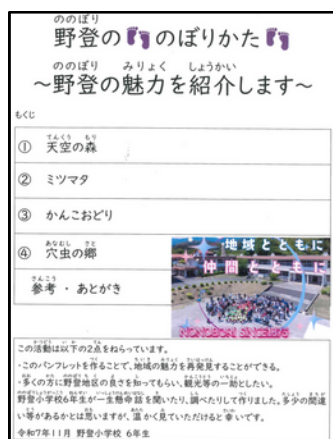 野登の👣のぼりかた👣
～野登の魅力を紹介します～
もくじ
① 天空の森
② ミツマタ
③ かんこおどり
④ 穴虫の郷
参考・あとがき
地域とともに
仲間とともに
NONOBORI SINCE1875
この活動は以下の2点をねらっています。
・このパンフレットを作ることで、地域の魅力を再発見することができる。
・多くの方に野登地区の良さを知ってもらい、観光等の一助としたい。
野登小学校6年生が一生懸命話を聞いたり、調べたりして作りました。多少の間違
い等があるかとは思いますが、温かく見ていただけると幸いです。
令和7年11月 野登小学校 6年生